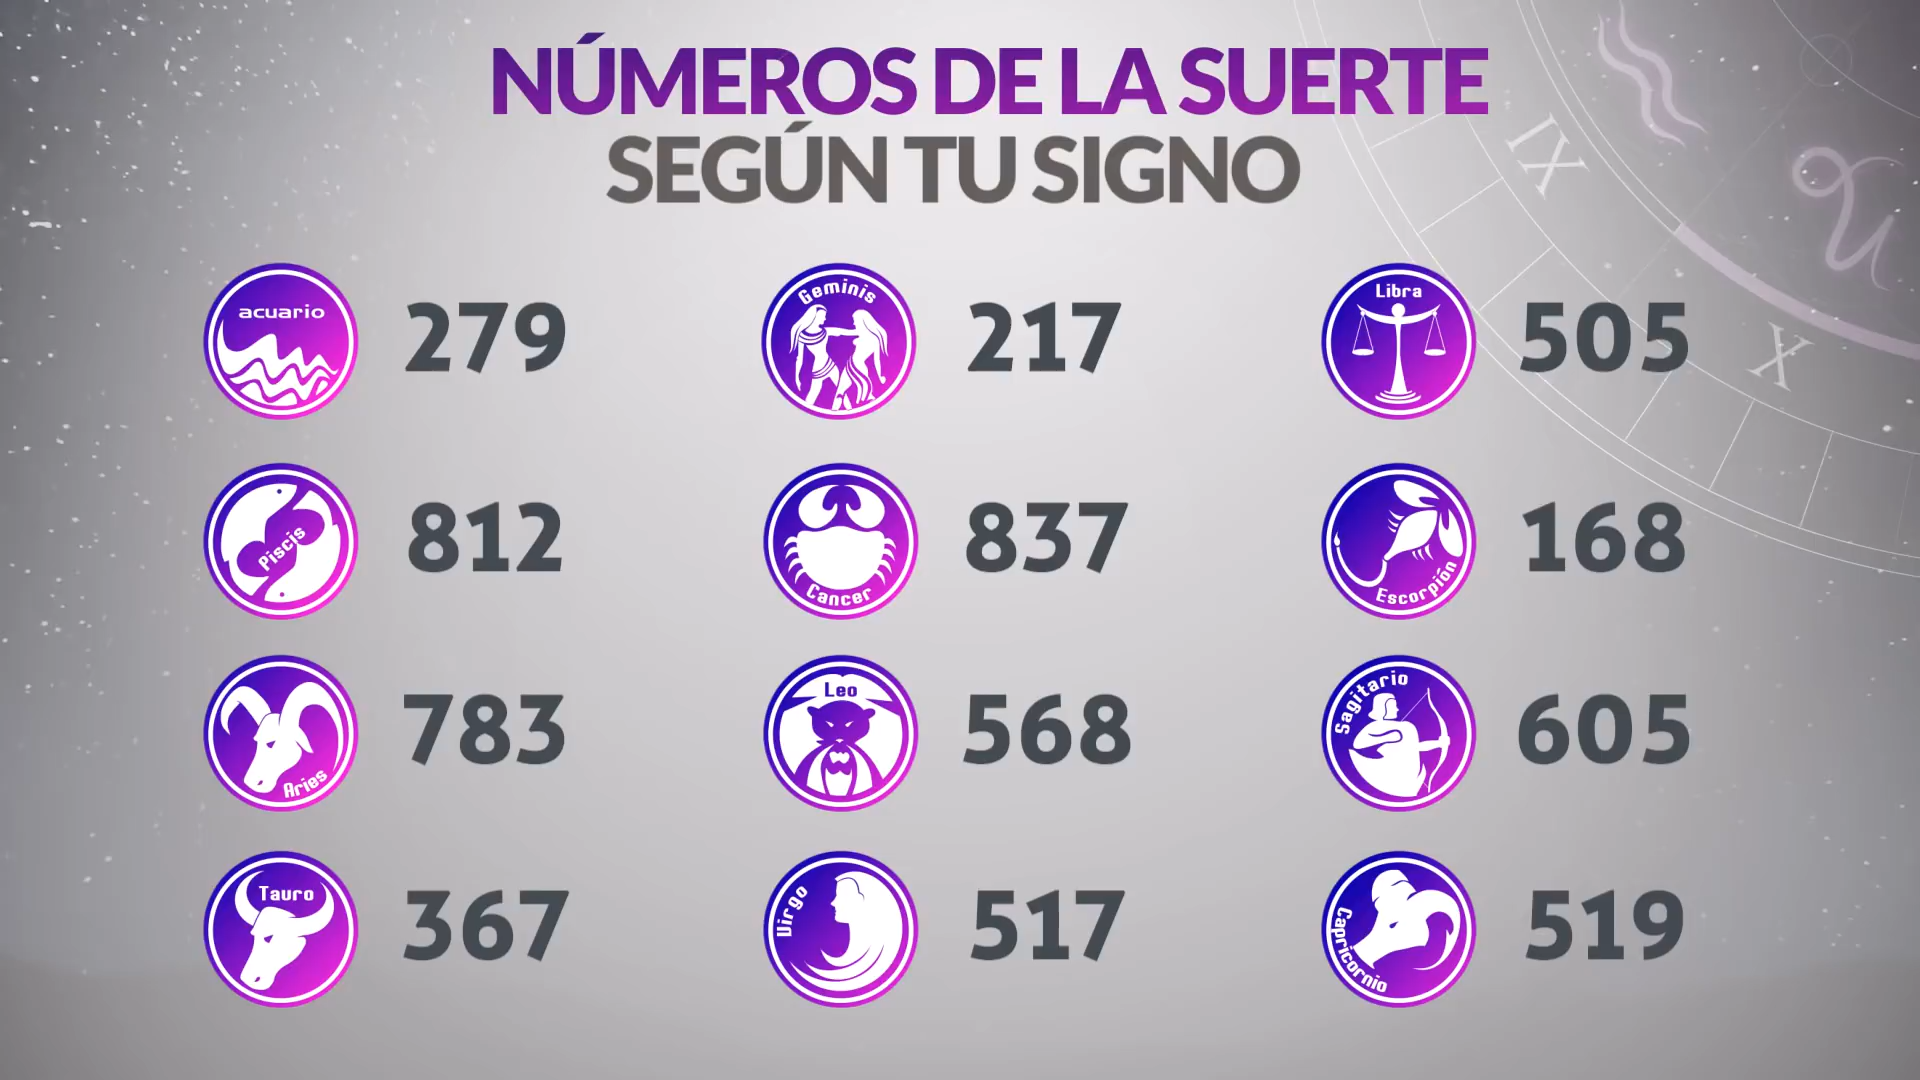 NÚMEROS DE LA SUERTE
SEGÚN TU SIGNO
acuario
279
Geminis
217
Libra
505
Piscis
812
Cancer
837
Escorpión
168
Aries
783
Leo
568
Sagitario
605
Tauro
367
Virgo
517
Capricornio
519
IX
X